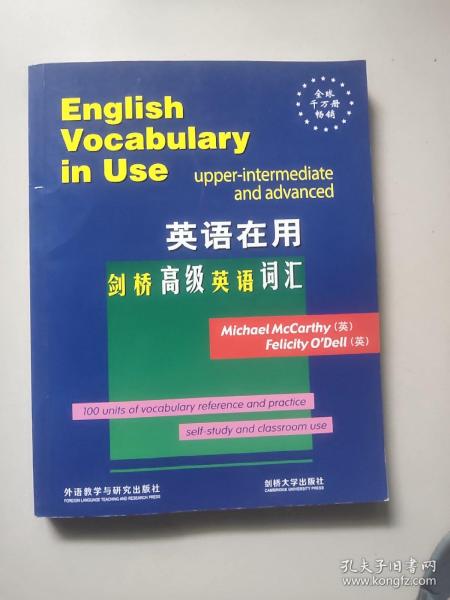 English
Vocabulary
in Use
upper-intermediate
and advanced
全球
千万册
畅销
英语在用
剑桥高级英语词汇
Michael McCarthy (英)
Felicity O'Dell (英)
100 units of vocabulary reference and practice
self-study and classroom use
外语教学与研究出版社
FOREIGN LANGUAGE TEACHING AND RESEARCH PRESS
剑桥大学出版社
CAMBRIDGE UNIVERSITY PRESS
孔夫子旧书网
www.kongfz.com